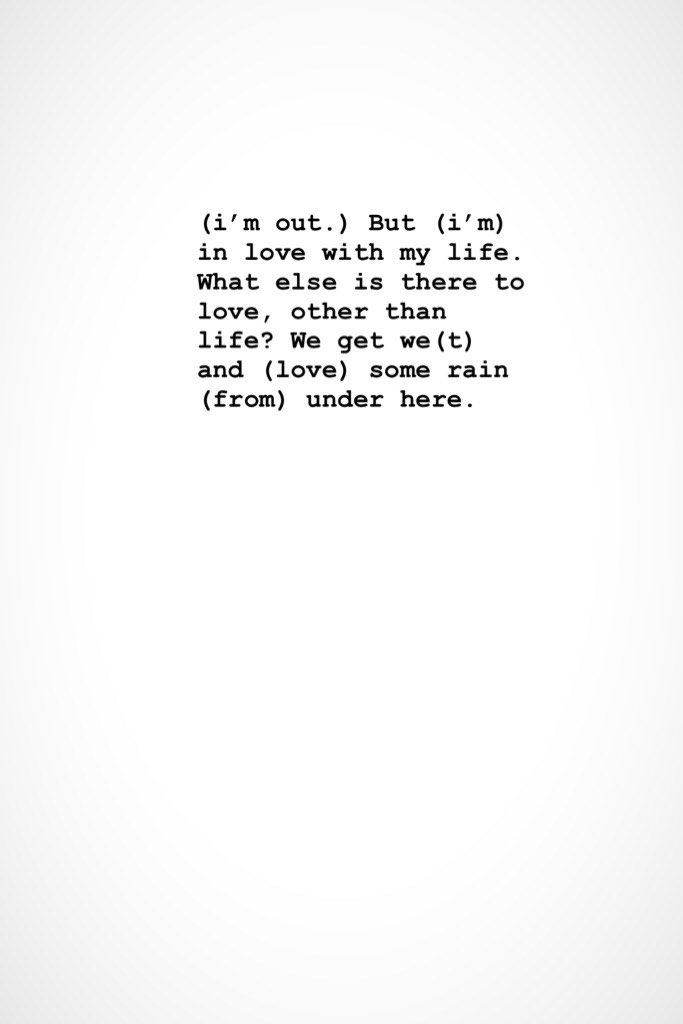 (i’m out.) But (i’m)
in love with my life.
What else is there to
love, other than
life? We get we(t)
and (love) some rain
(from) under here.